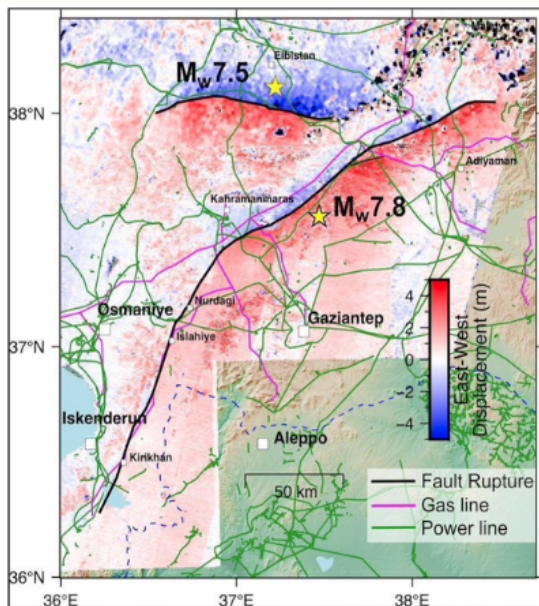 Elbistan
Mw7.5
38°N
Adiyaman
Kahramanmaras
Mw7.8
Nurdagi
Osmaniye
Gaziantep
Islahiye
37°N
4
2
0
−2
−4
East-West
Displacement (m)
Iskenderun
Aleppo
Kirikhan
50 km
Fault Rupture
Gas line
Power line
36°N
36°E
37°E
38°E